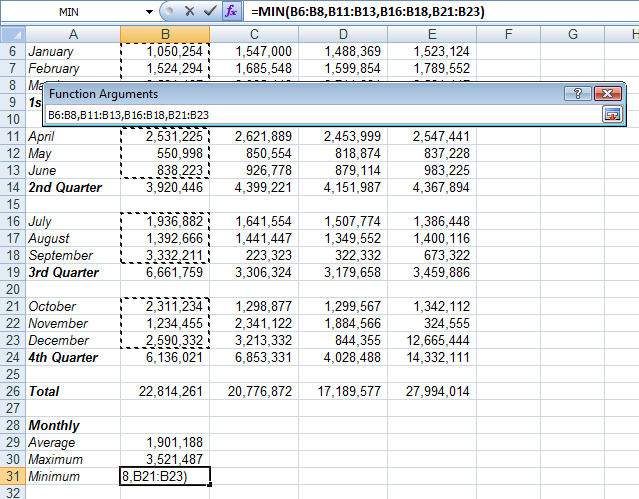 MIN =MIN(B6:B8,B11:B13,B16:B18,B21:B23)
A B C D E F G H
6 January 1,050,254 1,547,000 1,488,369 1,523,124
7 February 1,524,294 1,685,548 1,599,854 1,789,552
8
Function Arguments
9
B6:B8,B11:B13,B16:B18,B21:B23
10
11 April 2,531,225 2,621,889 2,453,999 2,547,441
12 May 550,998 850,554 818,874 837,228
13 June 838,223 926,778 879,114 983,225
14 2nd Quarter 3,920,446 4,399,221 4,151,987 4,367,894
15
16 July 1,936,882 1,641,554 1,507,774 1,386,448
17 August 1,392,666 1,441,447 1,349,552 1,400,116
18 September 3,332,211 223,323 322,332 673,322
19 3rd Quarter 6,661,759 3,306,324 3,179,658 3,459,886
20
21 October 2,311,234 1,298,877 1,299,567 1,342,112
22 November 1,234,455 2,341,122 1,884,566 324,555
23 December 2,590,332 3,213,332 844,355 12,665,444
24 4th Quarter 6,136,021 6,853,331 4,028,488 14,332,111
25
26 Total 22,814,261 20,776,872 17,189,577 27,994,014
27
28 Monthly
29 Average 1,901,188
30 Maximum 3,521,487
31 Minimum 8,B21:B23)
32